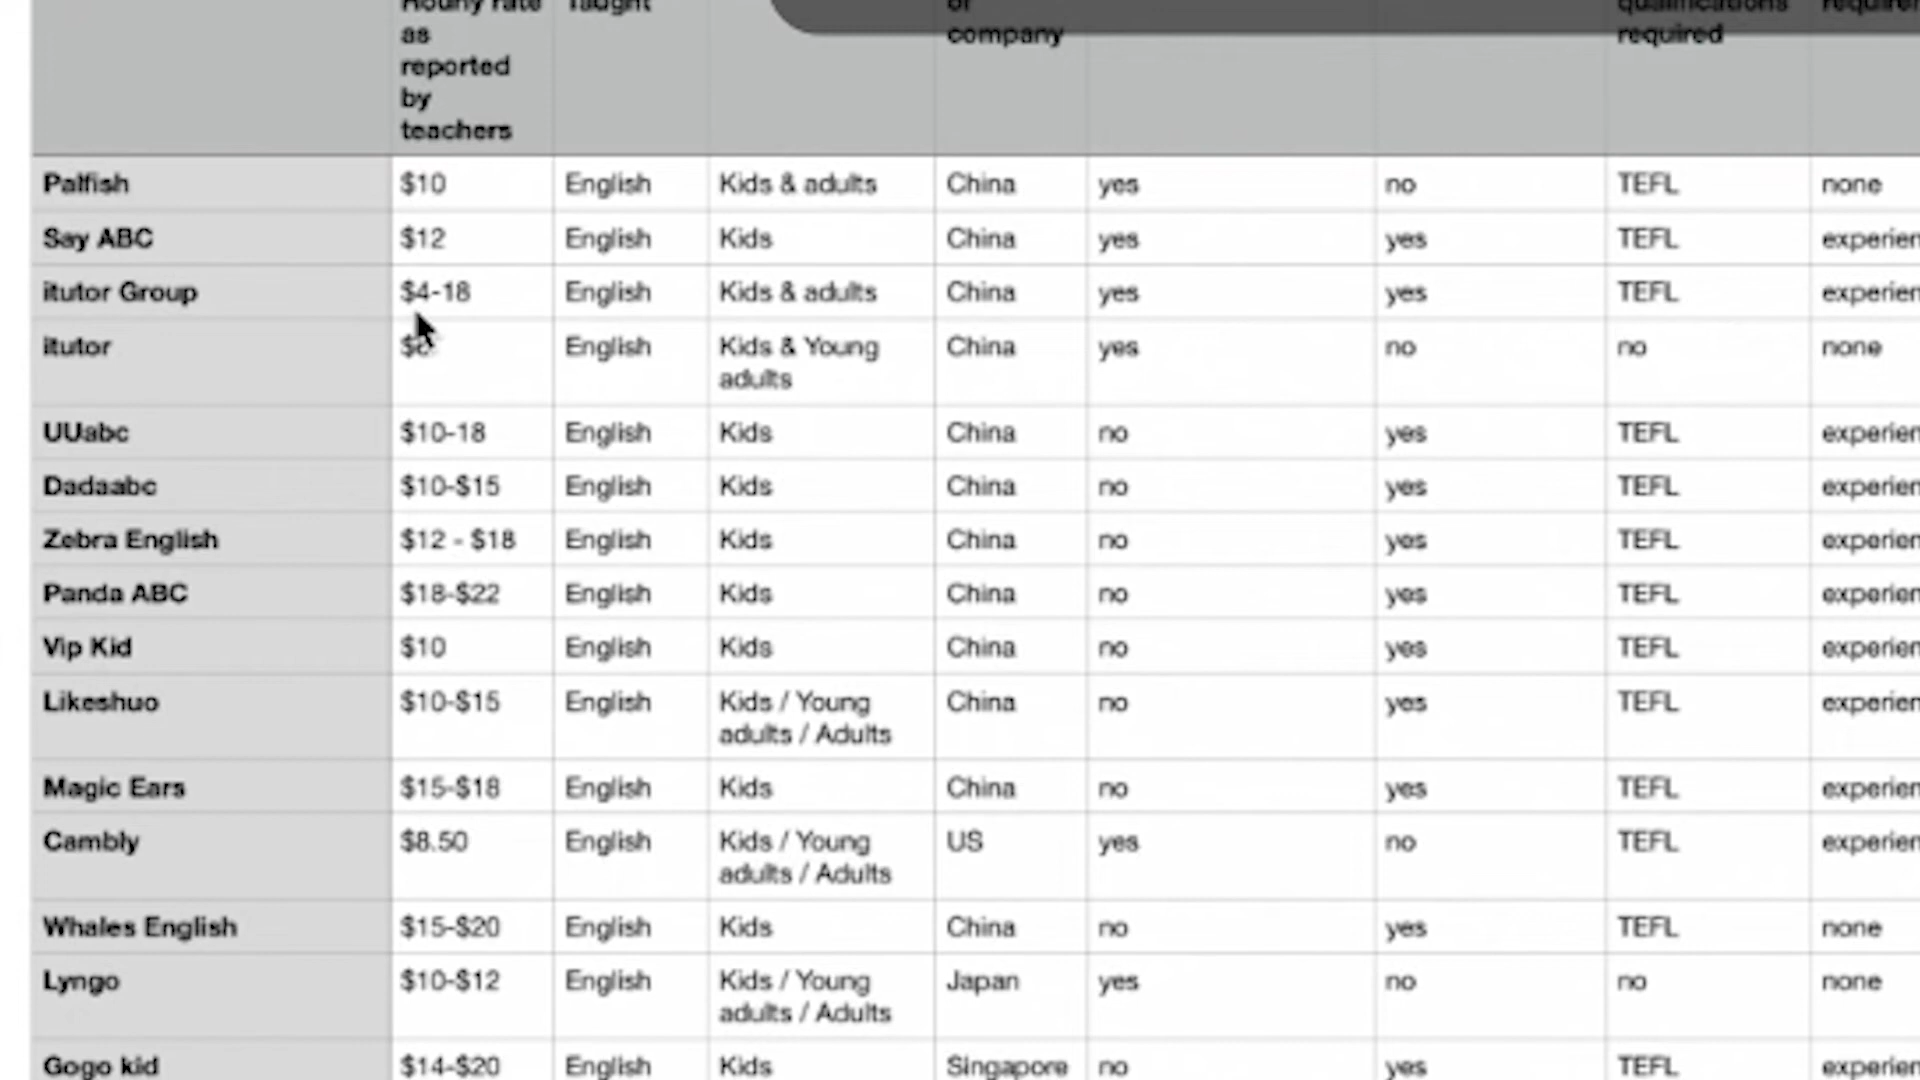 Hourly rate Taught of qualifications
as company required
reported
by
teachers
Palfish $10 English Kids & adults China yes no TEFL none
Say ABC $12 English Kids China yes yes TEFL experien
itutor Group $4-18 English Kids & adults China yes yes TEFL experien
itutor English Kids & Young China yes no no none
adults
UUabc $10-18 English Kids China no yes TEFL experien
Dadaabc $10-$15 English Kids China no yes TEFL experien
Zebra English $12 - $18 English Kids China no yes TEFL experien
Panda ABC $18-$22 English Kids China no yes TEFL experien
Vip Kid $10 English Kids China no yes TEFL experien
Likeshuo $10-$15 English Kids / Young China no yes TEFL experien
adults / Adults
Magic Ears $15-$18 English Kids China no yes TEFL experien
Cambly $8.50 English Kids / Young US yes no TEFL experien
adults / Adults
Whales English $15-$20 English Kids China no yes TEFL none
Lyngo $10-$12 English Kids / Young Japan yes no no none
adults / Adults
Gogo kid $14-$20 English Kids Singapore no yes TEFL experien